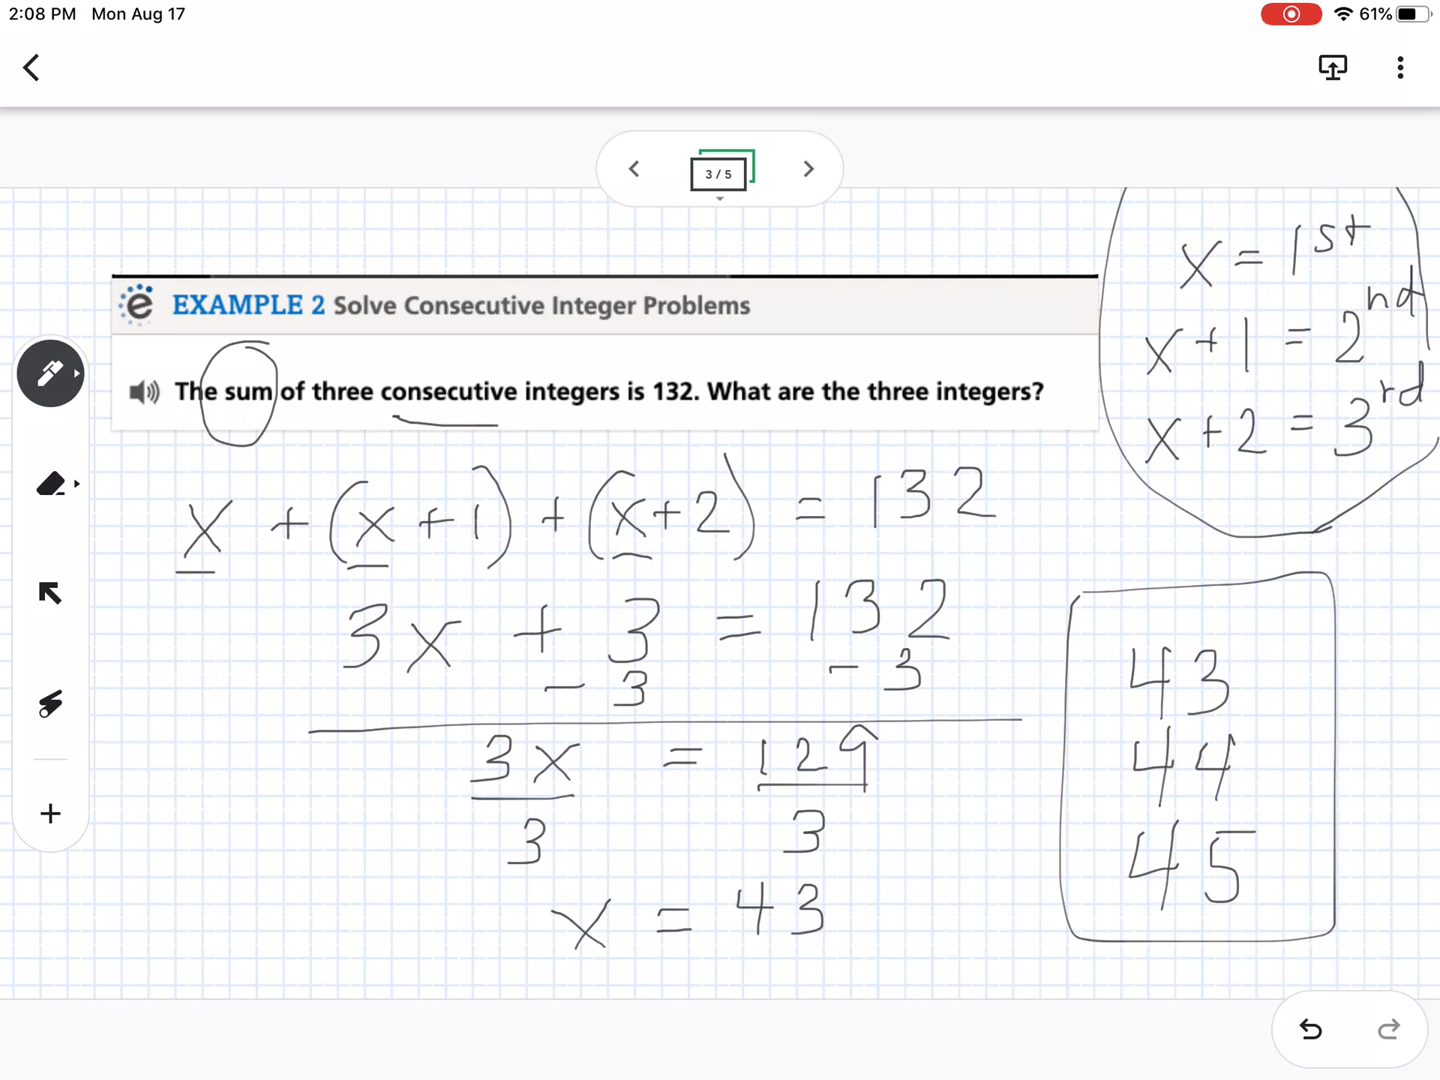 2:08 PM Mon Aug 17
61%
3 / 5
e EXAMPLE 2 Solve Consecutive Integer Problems
The sum of three consecutive integers is 132. What are the three integers?
x = 1st
x + 1 = 2nd
x + 2 = 3rd
x + (x + 1) + (x + 2) = 132
3x + 3 = 132
- 3 - 3
3x = 129
3 3
x = 43
43
44
45